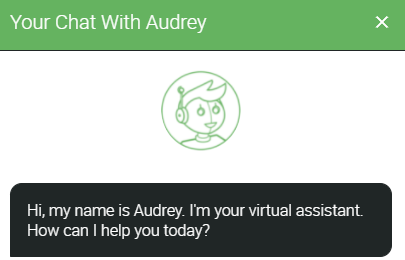 Your Chat With Audrey
Hi, my name is Audrey. I'm your virtual assistant.
How can I help you today?